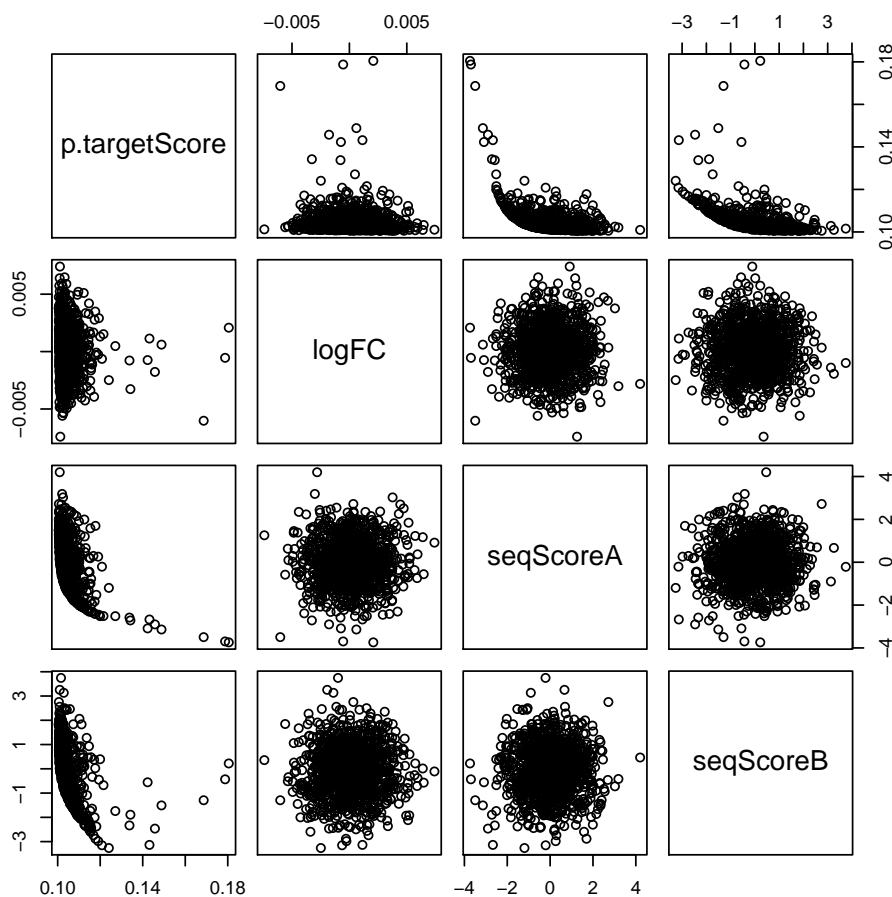 −0.005 0.005 −3 −1 1 3
p.targetScore 0.10 0.14 0.18
−0.005 0.005 logFC
seqScoreA −4 −2 0 2 4
−3 −1 1 3 seqScoreB
0.10 0.14 0.18 −4 −2 0 2 4